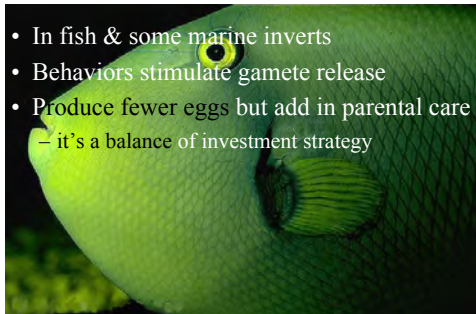 • In fish & some marine inverts
• Behaviors stimulate gamete release
• Produce fewer eggs but add in parental care
– it's a balance of investment strategy